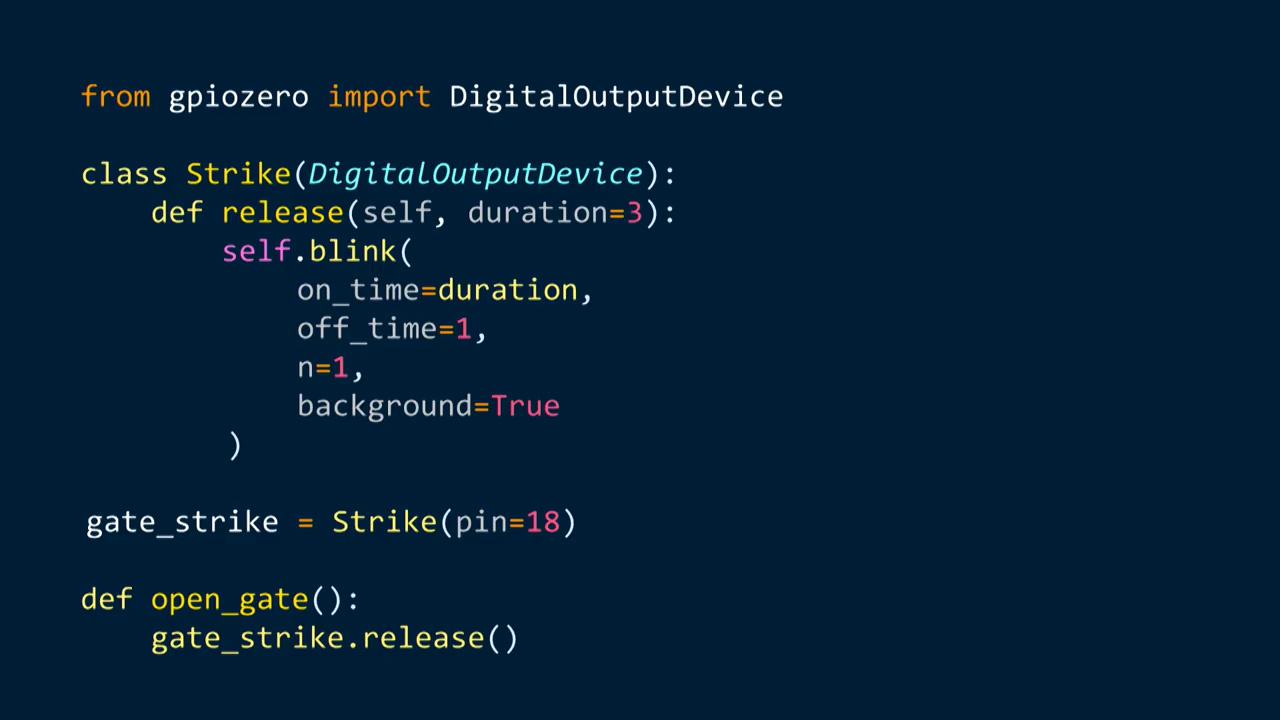 from gpiozero import DigitalOutputDevice
class Strike(DigitalOutputDevice):
    def release(self, duration=3):
        self.blink(
            on_time=duration,
            off_time=1,
            n=1,
            background=True
        )
gate_strike = Strike(pin=18)
def open_gate():
    gate_strike.release()